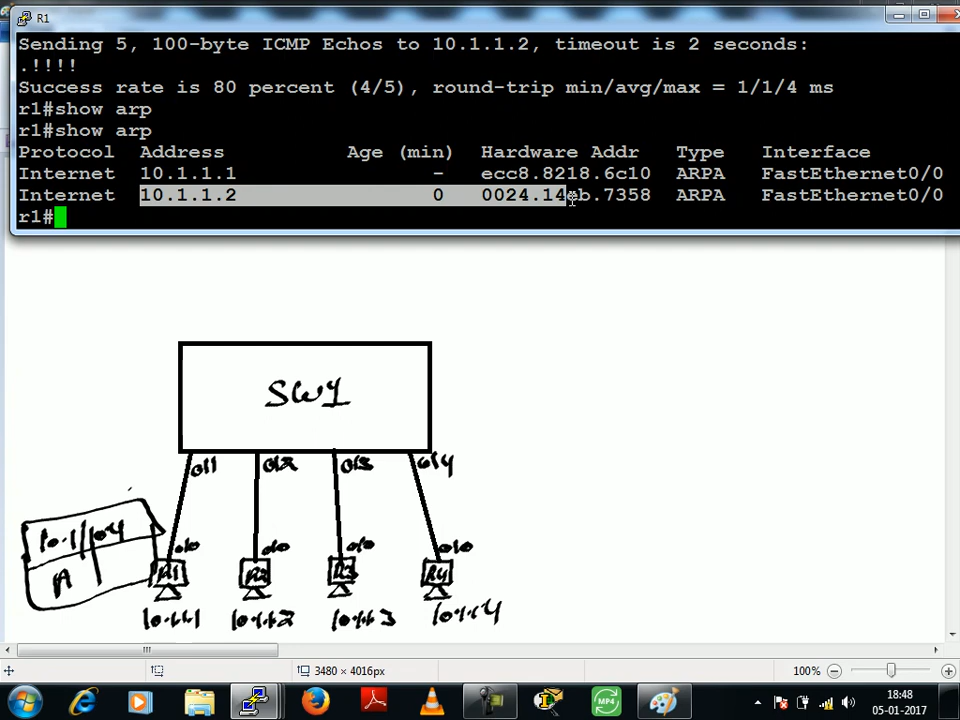 R1
Sending 5, 100-byte ICMP Echos to 10.1.1.2, timeout is 2 seconds:
.!!!!
Success rate is 80 percent (4/5), round-trip min/avg/max = 1/1/4 ms
r1#show arp
r1#show arp
Protocol Address Age (min) Hardware Addr Type Interface
Internet 10.1.1.1 - ecc8.8218.6c10 ARPA FastEthernet0/0
Internet 10.1.1.2 0 0024.14eb.7358 ARPA FastEthernet0/0
r1#
SW1
0/1 0/2 0/3 0/4
0/0 0/0 0/0 0/0
A
R1 R2 R3 R4
10.1.1.1 10.1.1.2 10.1.1.3 10.1.1.4
3480 × 4016px 100%
MP4
18:48
05-01-2017